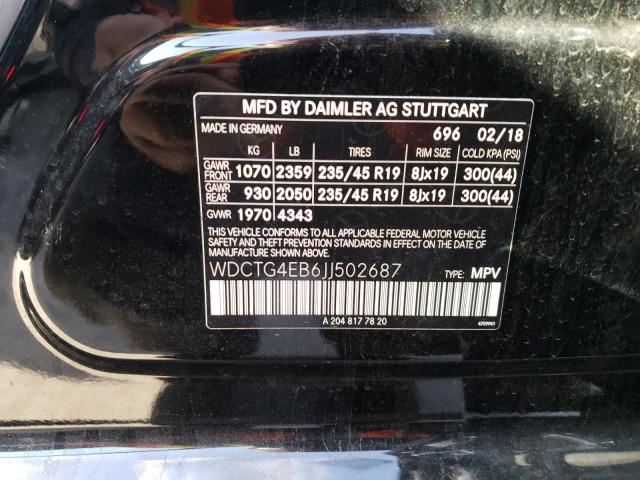 MFD BY DAIMLER AG STUTTGART
MADE IN GERMANY 696 02/18
KG LB TIRES RIM SIZE COLD KPA (PSI)
GAWR FRONT 1070 2359 235/45 R19 8Jx19 300(44)
GAWR REAR 930 2050 235/45 R19 8Jx19 300(44)
GVWR 1970 4343
THIS VEHICLE CONFORMS TO ALL APPLICABLE FEDERAL MOTOR VEHICLE
SAFETY, BUMPER, AND THEFT PREVENTION STANDARDS IN EFFECT ON THE DATE
OF MANUFACTURE SHOWN ABOVE.
WDCTG4EB6JJ502687 TYPE: MPV
A 204 817 78 20